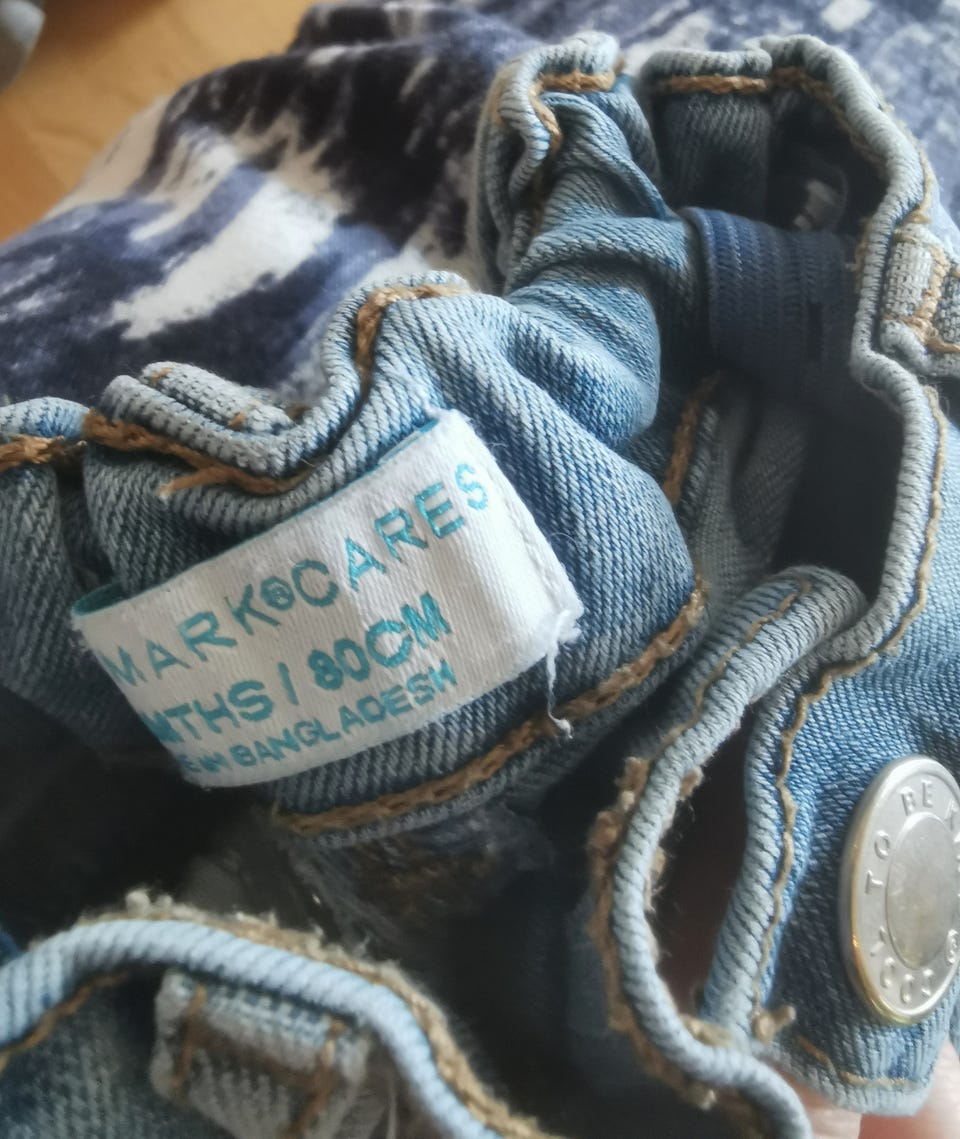 MARK®CARES
NTHS / 80CM
E IN BANGLADESH
TO BE